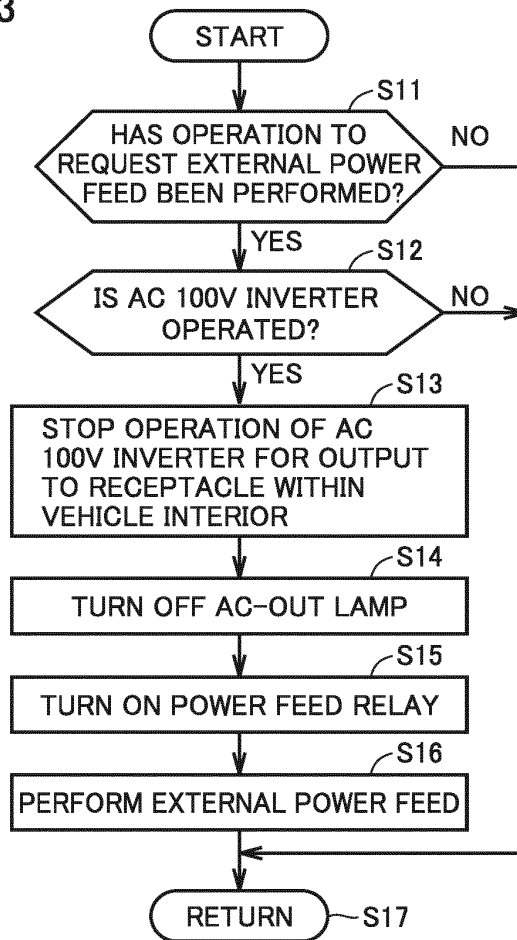 3
START
S11
HAS OPERATION TO
REQUEST EXTERNAL POWER
FEED BEEN PERFORMED?
NO
YES
S12
IS AC 100V INVERTER
OPERATED?
NO
YES
S13
STOP OPERATION OF AC
100V INVERTER FOR OUTPUT
TO RECEPTACLE WITHIN
VEHICLE INTERIOR
S14
TURN OFF AC-OUT LAMP
S15
TURN ON POWER FEED RELAY
S16
PERFORM EXTERNAL POWER FEED
RETURN
S17